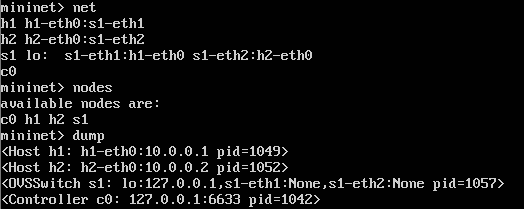 mininet> net
h1 h1-eth0:s1-eth1
h2 h2-eth0:s1-eth2
s1 lo:  s1-eth1:h1-eth0 s1-eth2:h2-eth0
c0
mininet> nodes
available nodes are:
c0 h1 h2 s1
mininet> dump
<Host h1: h1-eth0:10.0.0.1 pid=1049>
<Host h2: h2-eth0:10.0.0.2 pid=1052>
<OVSSwitch s1: lo:127.0.0.1,s1-eth1:None,s1-eth2:None pid=1057>
<Controller c0: 127.0.0.1:6633 pid=1042>